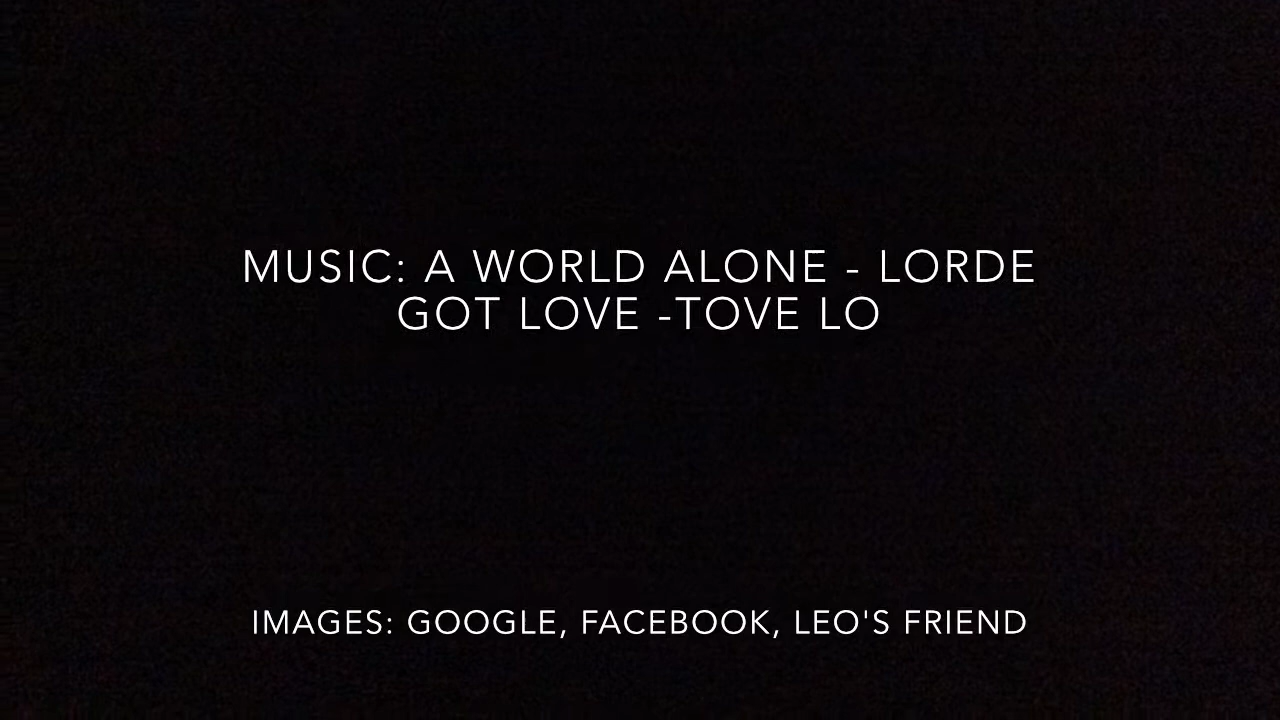 MUSIC: A WORLD ALONE - LORDE
GOT LOVE -TOVE LO
IMAGES: GOOGLE, FACEBOOK, LEO'S FRIEND